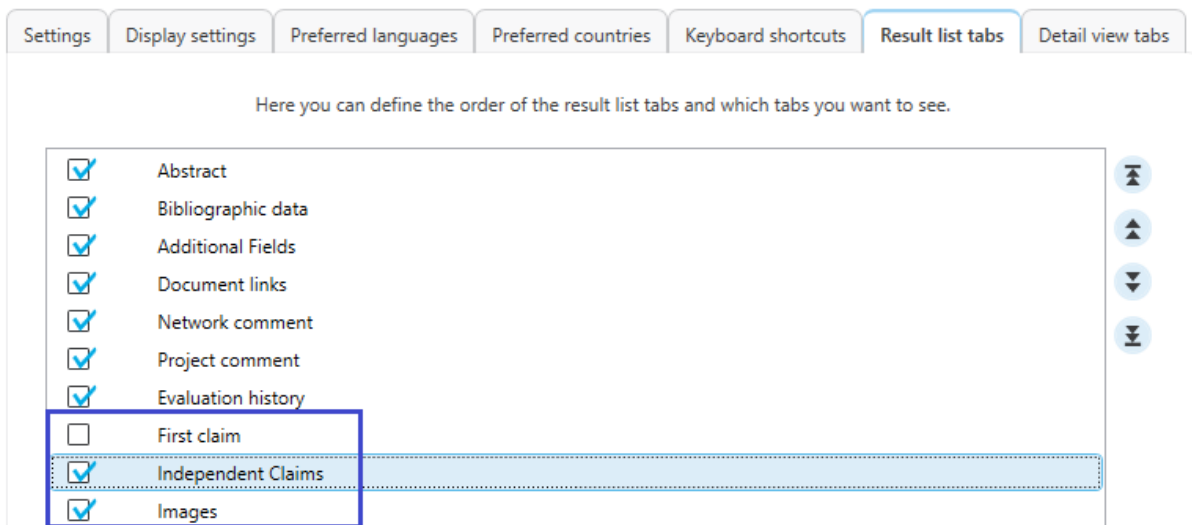 Settings Display settings Preferred languages Preferred countries Keyboard shortcuts Result list tabs Detail view tabs
Here you can define the order of the result list tabs and which tabs you want to see.
Abstract
Bibliographic data
Additional Fields
Document links
Network comment
Project comment
Evaluation history
First claim
Independent Claims
Images